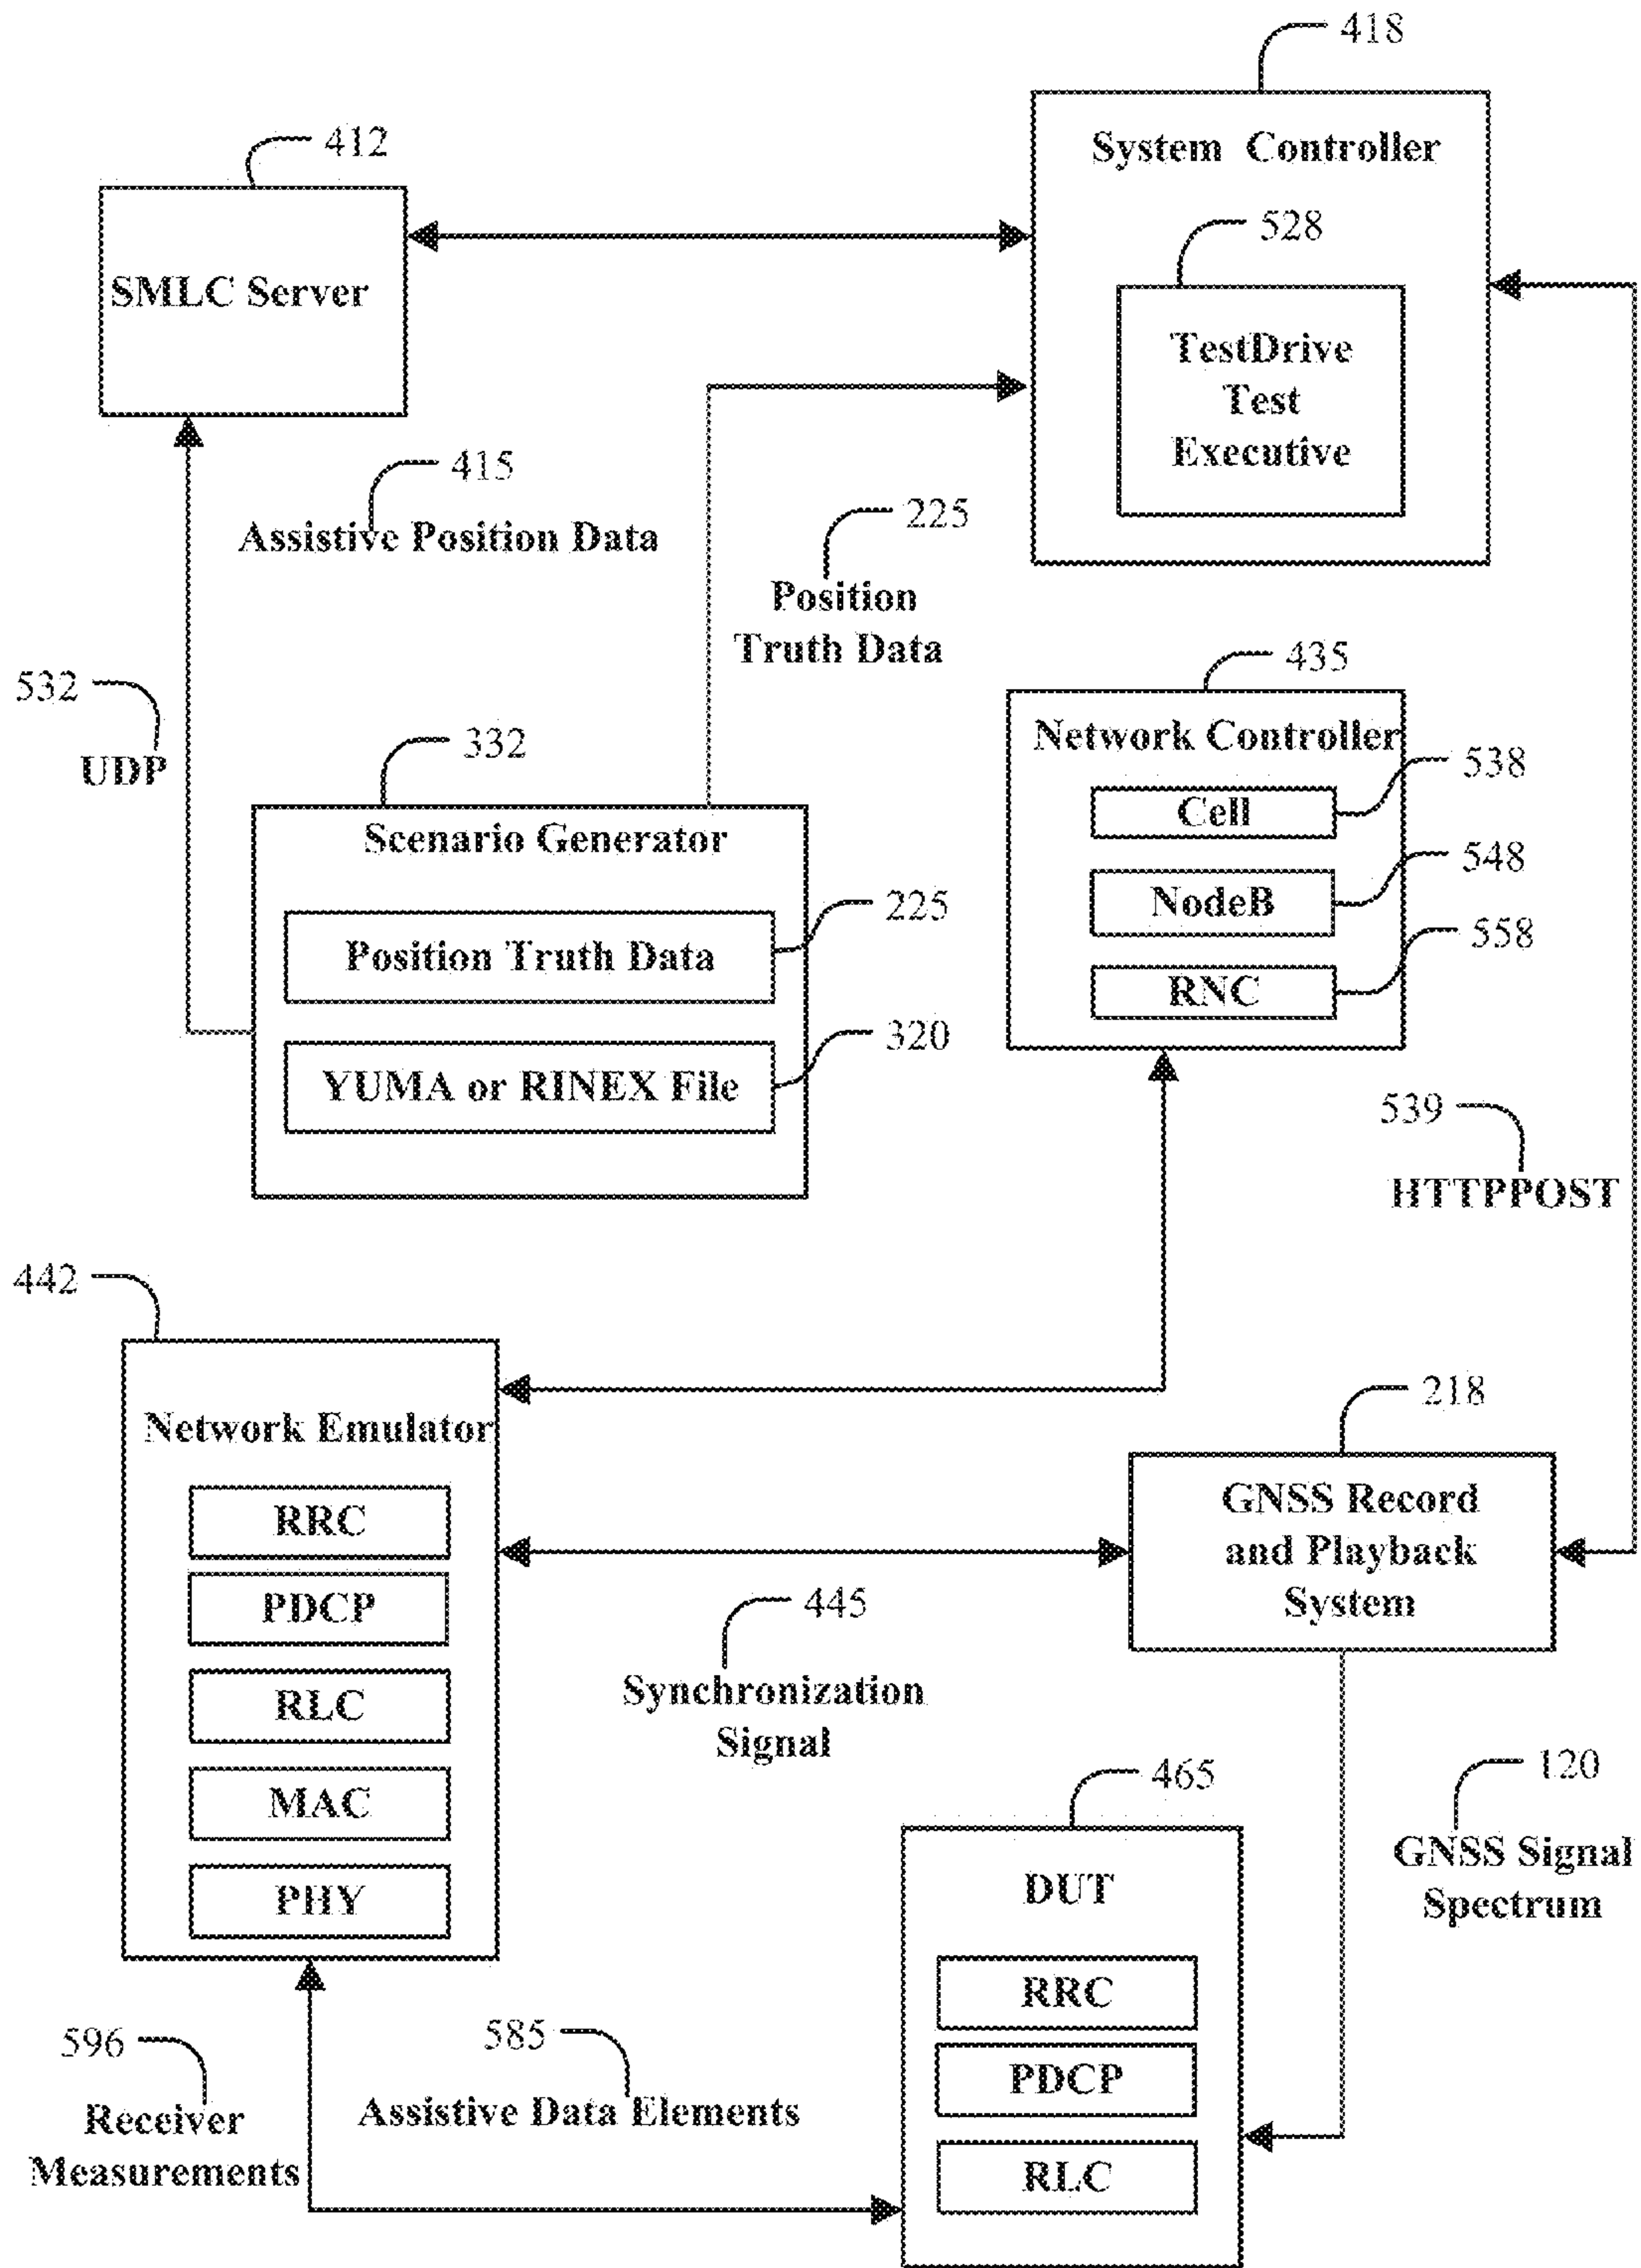 418
System Controller
412
528
SMLC Server
TestDrive
Test
Executive
415
Assistive Position Data
225
Position
Truth Data
532
UDP
435
Network Controller
332
538
Cell
Scenario Generator
548
NodeB
225
Position Truth Data
558
RNC
320
YUMA or RINEX File
539
HTTPPOST
442
218
Network Emulator
GNSS Record
and Playback
System
RRC
PDCP
445
Synchronization
Signal
RLC
MAC
PHY
465
120
GNSS Signal
Spectrum
DUT
RRC
596
Receiver
Measurements
585
Assistive Data Elements
PDCP
RLC